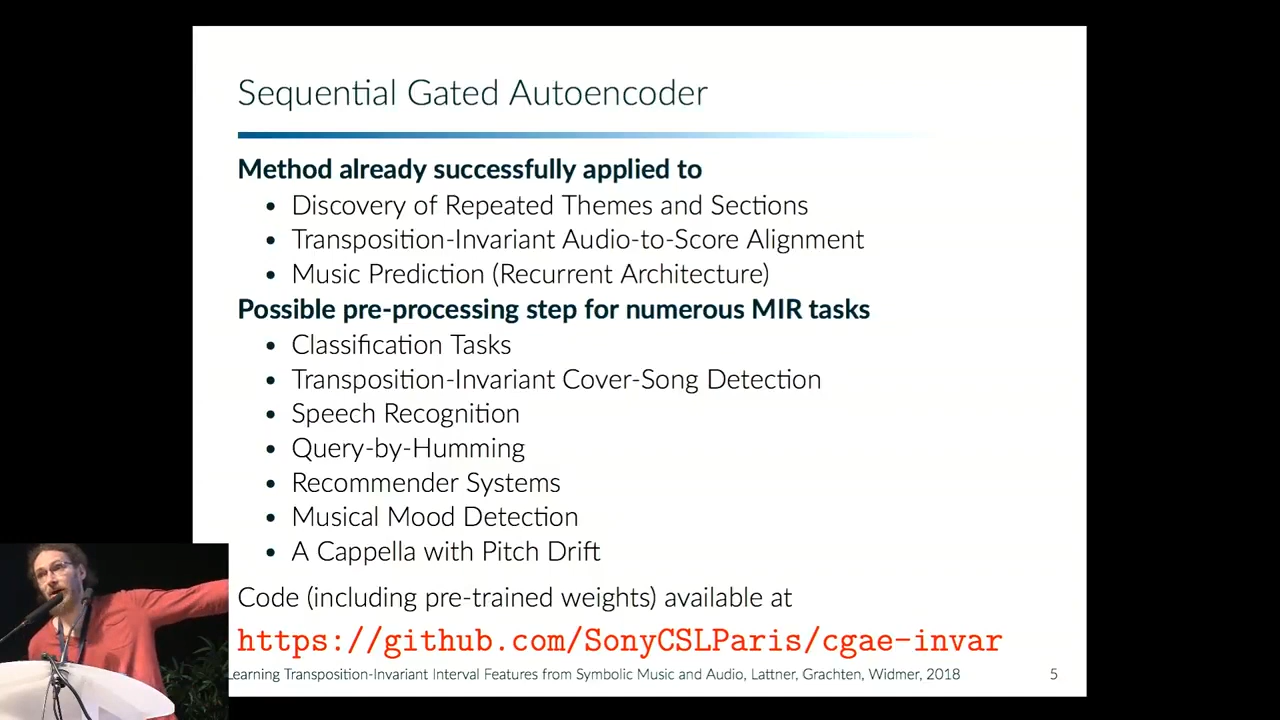 Sequential Gated Autoencoder
Method already successfully applied to
• Discovery of Repeated Themes and Sections
• Transposition-Invariant Audio-to-Score Alignment
• Music Prediction (Recurrent Architecture)
Possible pre-processing step for numerous MIR tasks
• Classification Tasks
• Transposition-Invariant Cover-Song Detection
• Speech Recognition
• Query-by-Humming
• Recommender Systems
• Musical Mood Detection
• A Cappella with Pitch Drift
Code (including pre-trained weights) available at
https://github.com/SonyCSLParis/cgae-invar
Learning Transposition-Invariant Interval Features from Symbolic Music and Audio, Lattner, Grachten, Widmer, 2018 5